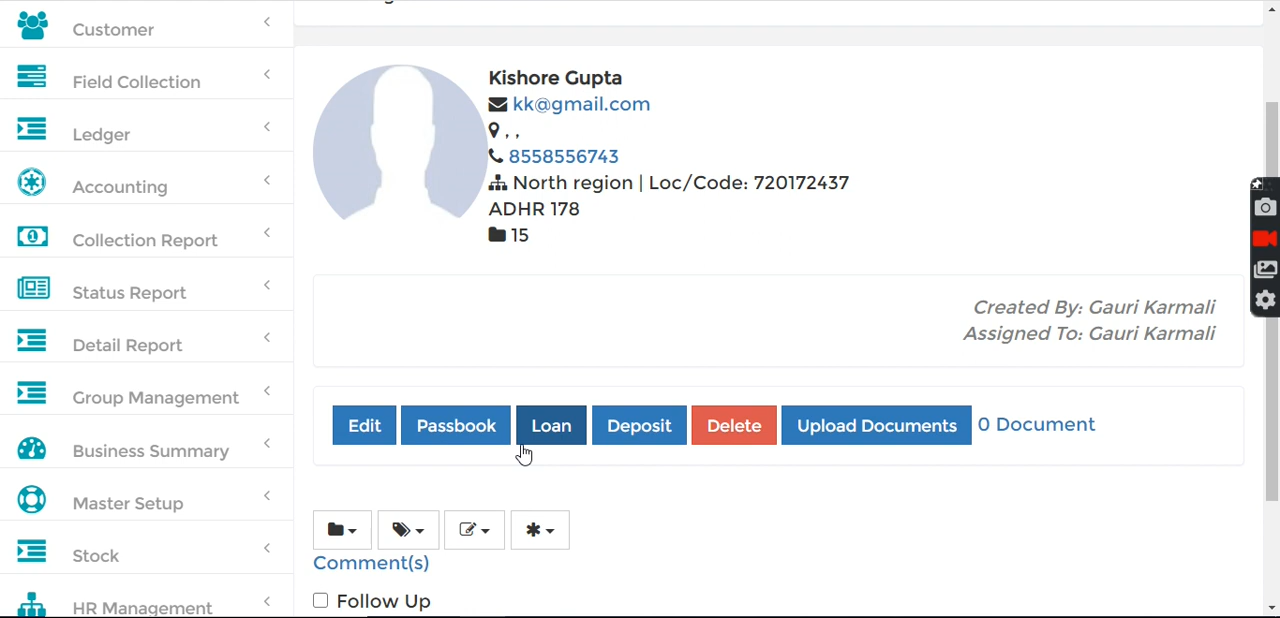 Customer
Field Collection
Ledger
Accounting
Collection Report
Status Report
Detail Report
Group Management
Business Summary
Master Setup
Stock
HR Management
Kishore Gupta
kk@gmail.com
, ,
8558556743
North region | Loc/Code: 720172437
ADHR 178
15
Created By: Gauri Karmali
Assigned To: Gauri Karmali
Edit Passbook Loan Deposit Delete Upload Documents 0 Document
Comment(s)
Follow Up